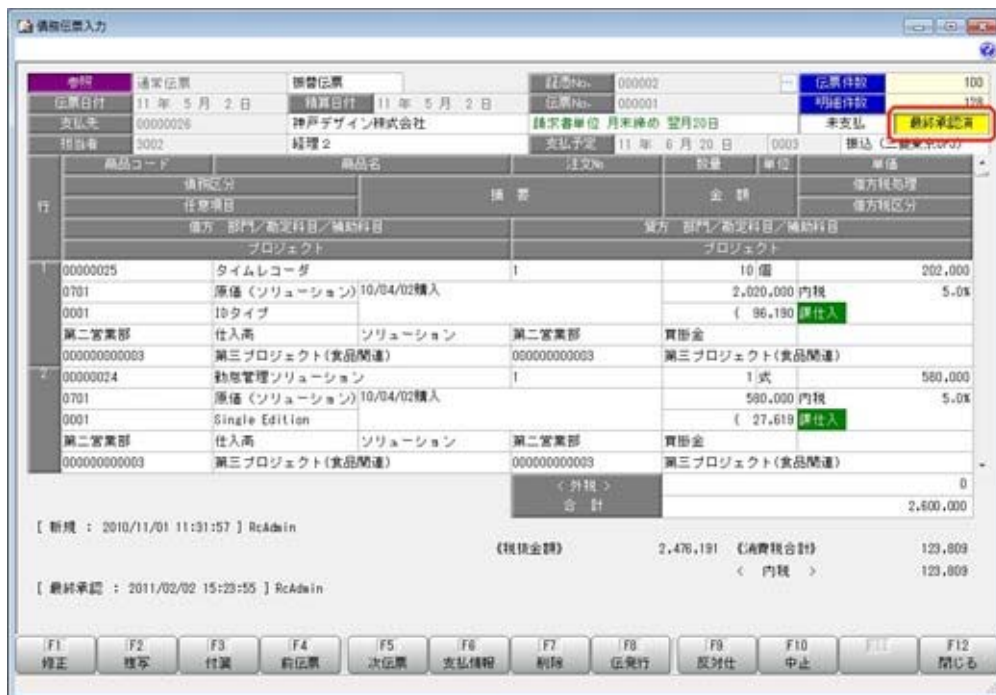 債務伝票入力
参照 通常伝票 振替伝票 証憑No. 000002 伝票件数 100
伝票日付 11 年 5 月 2 日 精算日付 11 年 5 月 2 日 伝票No. 000001 明細件数 128
支払先 00000026 神戸デザイン株式会社 請求書単位 月末締め 翌月20日 未支払 最終承認済
担当者 3002 経理2 支払予定 11 年 6 月 20 日 0003 振込
商品コード 商品名 注文No 数量 単位 単価
債務区分 摘 要 金 額 借方税処理
行 任意項目 借方税区分
借方 部門/勘定科目/補助科目 貸方 部門/勘定科目/補助科目
プロジェクト プロジェクト
1 00000025 タイムレコーダ 1 10 個 202,000
0701 原価(ソリューション) 10/04/02購入 2,020,000 内税 5.0%
0001 IDタイプ ( 96,190 課仕入
第二営業部 仕入高 ソリューション 第二営業部 買掛金
000000000003 第三プロジェクト(食品関連) 000000000003 第三プロジェクト(食品関連)
2 00000024 勤怠管理ソリューション 1 1 式 580,000
0701 原価(ソリューション) 10/04/02購入 580,000 内税 5.0%
0001 Single Edition ( 27,619 課仕入
第二営業部 仕入高 ソリューション 第二営業部 買掛金
000000000003 第三プロジェクト(食品関連) 000000000003 第三プロジェクト(食品関連)
< 外税 > 0
合 計 2,600,000
[ 新規 : 2010/11/01 11:31:57 ] RcAdmin
《税抜金額》 2,476,191 《消費税合計》 123,809
< 内税 > 123,809
[ 最終承認 : 2011/02/02 15:23:55 ] RcAdmin
F1 F2 F3 F4 F5 F6 F7 F8 F9 F10 F11 F12
修正 複写 付箋 前伝票 次伝票 支払情報 削除 伝発行 反対仕 中止 閉じる